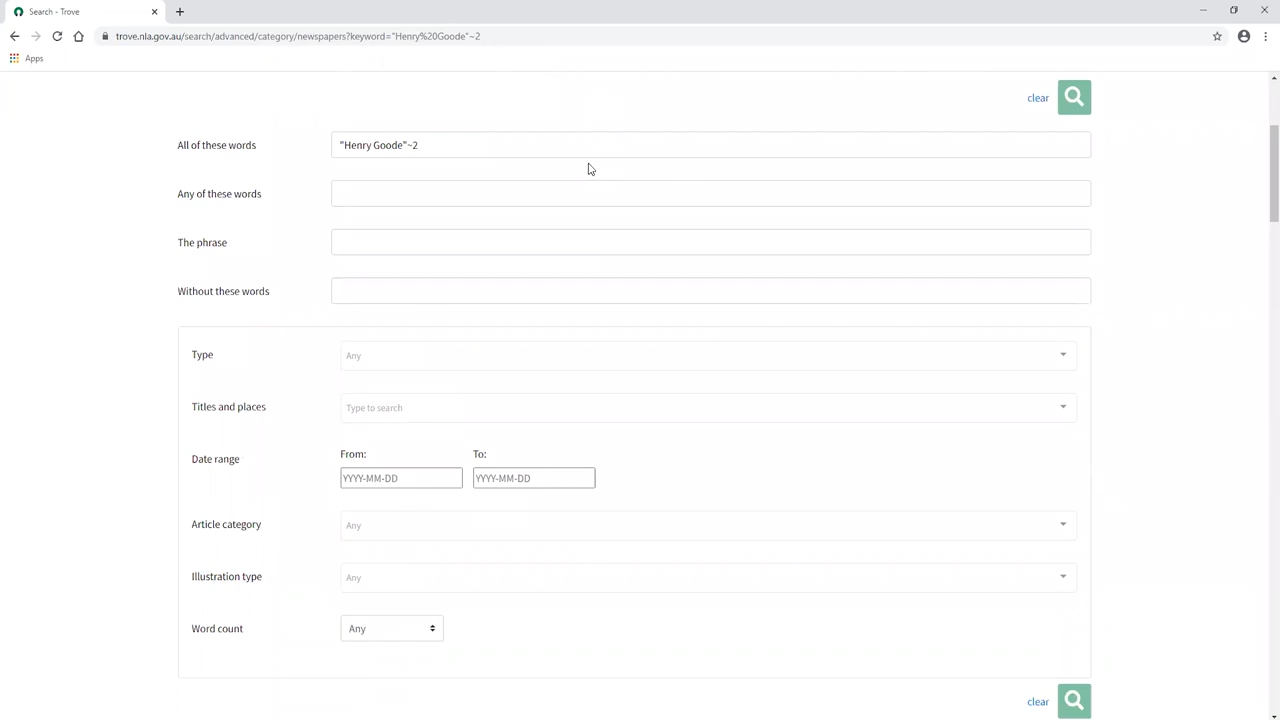 Search - Trove
trove.nla.gov.au/search/advanced/category/newspapers?keyword="Henry%20Goode"~2
Apps
clear
All of these words
"Henry Goode"~2
Any of these words
The phrase
Without these words
Type
Any
Titles and places
Type to search
Date range
From:
To:
YYYY-MM-DD
YYYY-MM-DD
Article category
Any
Illustration type
Any
Word count
Any
clear